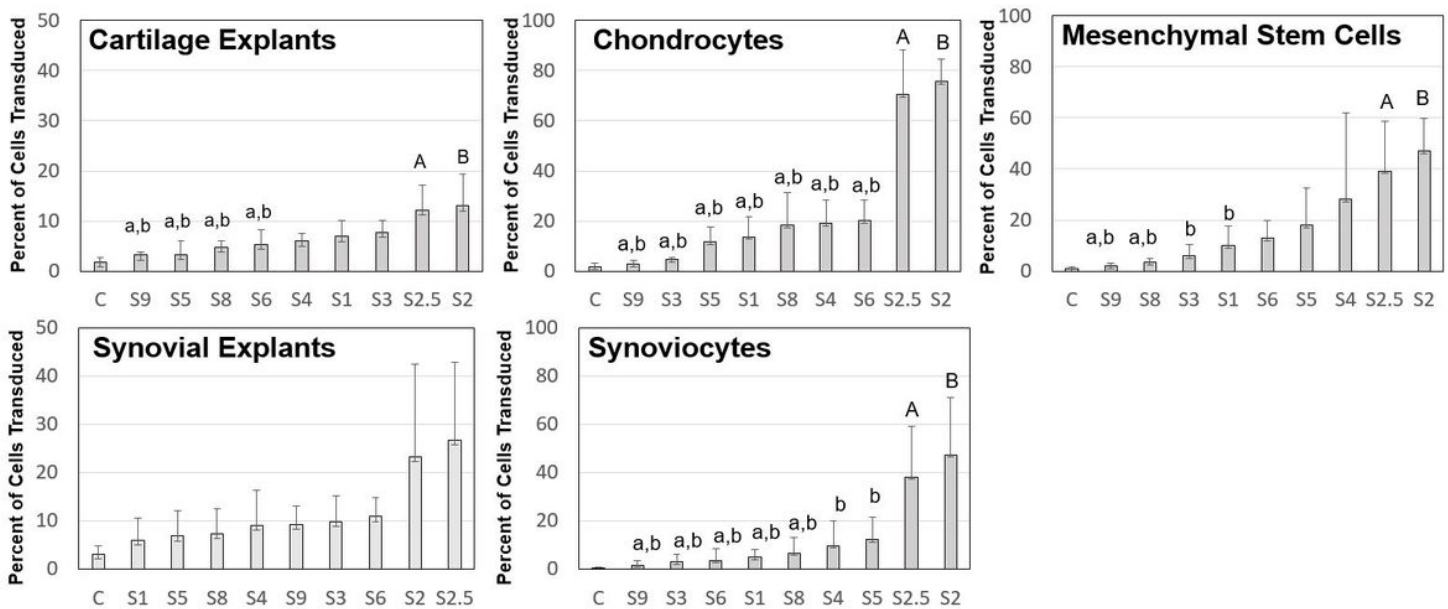 Cartilage Explants
Percent of Cells Transduced
50
40
30
20
10
0
a,b a,b a,b a,b A B
C S9 S5 S8 S6 S4 S1 S3 S2.5 S2
Chondrocytes
Percent of Cells Transduced
100
80
60
40
20
0
a,b a,b a,b a,b a,b a,b a,b A B
C S9 S3 S5 S1 S8 S4 S6 S2.5 S2
Mesenchymal Stem Cells
Percent of Cells Transduced
100
80
60
40
20
0
a,b a,b b b A B
C S9 S8 S3 S1 S6 S5 S4 S2.5 S2
Synovial Explants
Percent of Cells Transduced
50
40
30
20
10
0
C S1 S5 S8 S4 S9 S3 S6 S2 S2.5
Synoviocytes
Percent of Cells Transduced
100
80
60
40
20
0
a,b a,b a,b a,b a,b b b A B
C S9 S3 S6 S1 S8 S4 S5 S2.5 S2